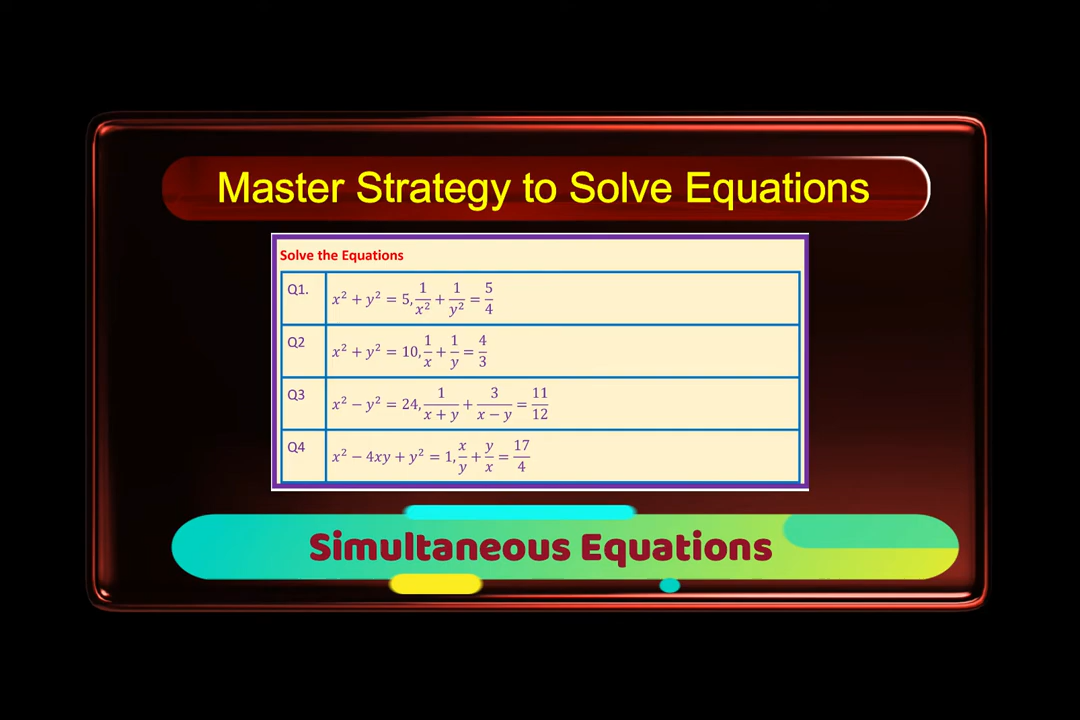 Master Strategy to Solve Equations
Solve the Equations
Q1. x² + y² = 5, 1/x² + 1/y² = 5/4
Q2 x² + y² = 10, 1/x + 1/y = 4/3
Q3 x² − y² = 24, 1/(x + y) + 3/(x − y) = 11/12
Q4 x² − 4xy + y² = 1, x/y + y/x = 17/4
Simultaneous Equations